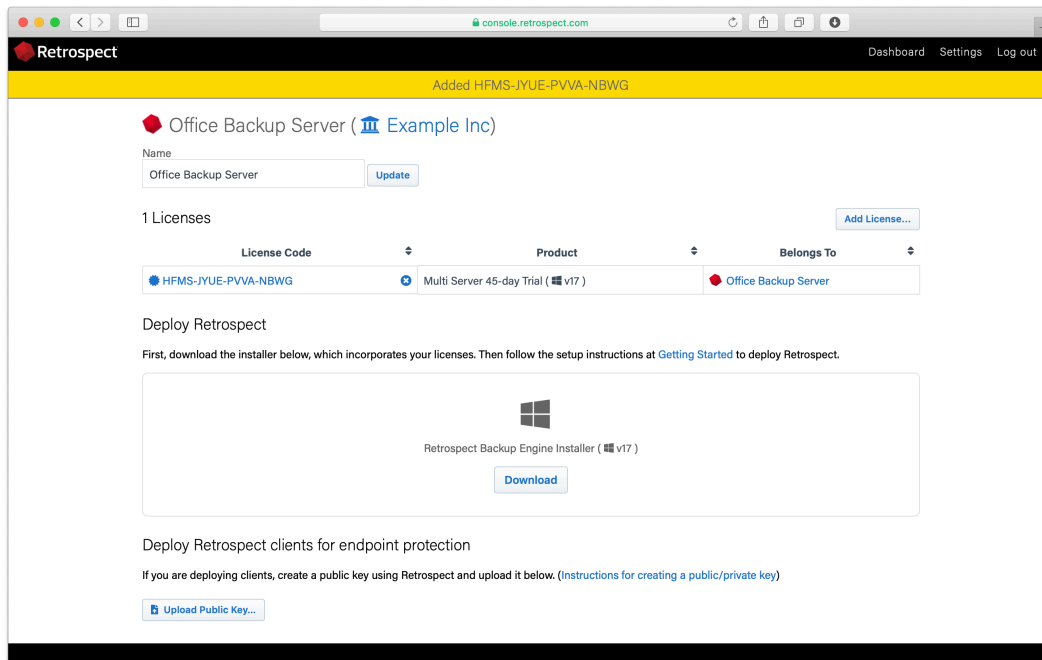 console.retrospect.com
Retrospect
Dashboard Settings Log out
Added HFMS-JYUE-PVVA-NBWG
Office Backup Server ( Example Inc)
Name
Office Backup Server Update
1 Licenses Add License...
License Code Product Belongs To
HFMS-JYUE-PVVA-NBWG Multi Server 45-day Trial ( v17 ) Office Backup Server
Deploy Retrospect
First, download the installer below, which incorporates your licenses. Then follow the setup instructions at Getting Started to deploy Retrospect.
Retrospect Backup Engine Installer ( v17 )
Download
Deploy Retrospect clients for endpoint protection
If you are deploying clients, create a public key using Retrospect and upload it below. (Instructions for creating a public/private key)
Upload Public Key...